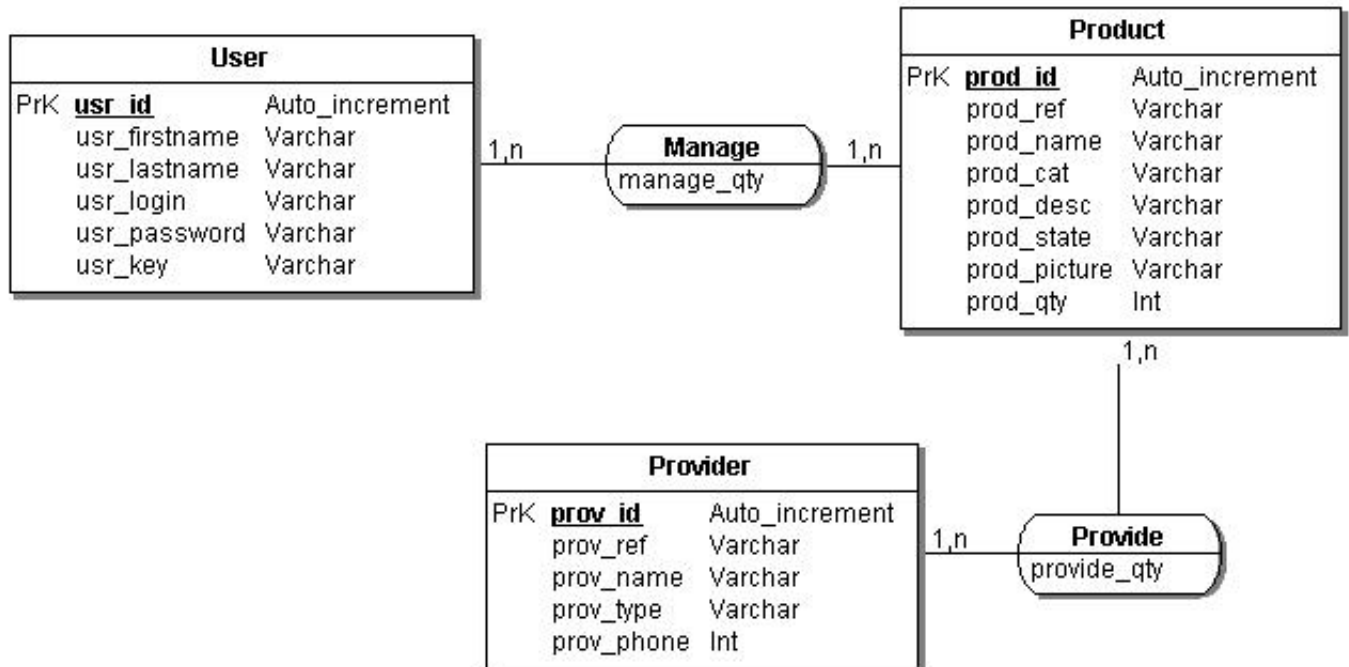 User
PrK usr_id Auto_increment
usr_firstname Varchar
usr_lastname Varchar
usr_login Varchar
usr_password Varchar
usr_key Varchar
1,n
Manage
manage_qty
1,n
Product
PrK prod_id Auto_increment
prod_ref Varchar
prod_name Varchar
prod_cat Varchar
prod_desc Varchar
prod_state Varchar
prod_picture Varchar
prod_qty Int
1,n
Provider
PrK prov_id Auto_increment
prov_ref Varchar
prov_name Varchar
prov_type Varchar
prov_phone Int
1,n
Provide
provide_qty